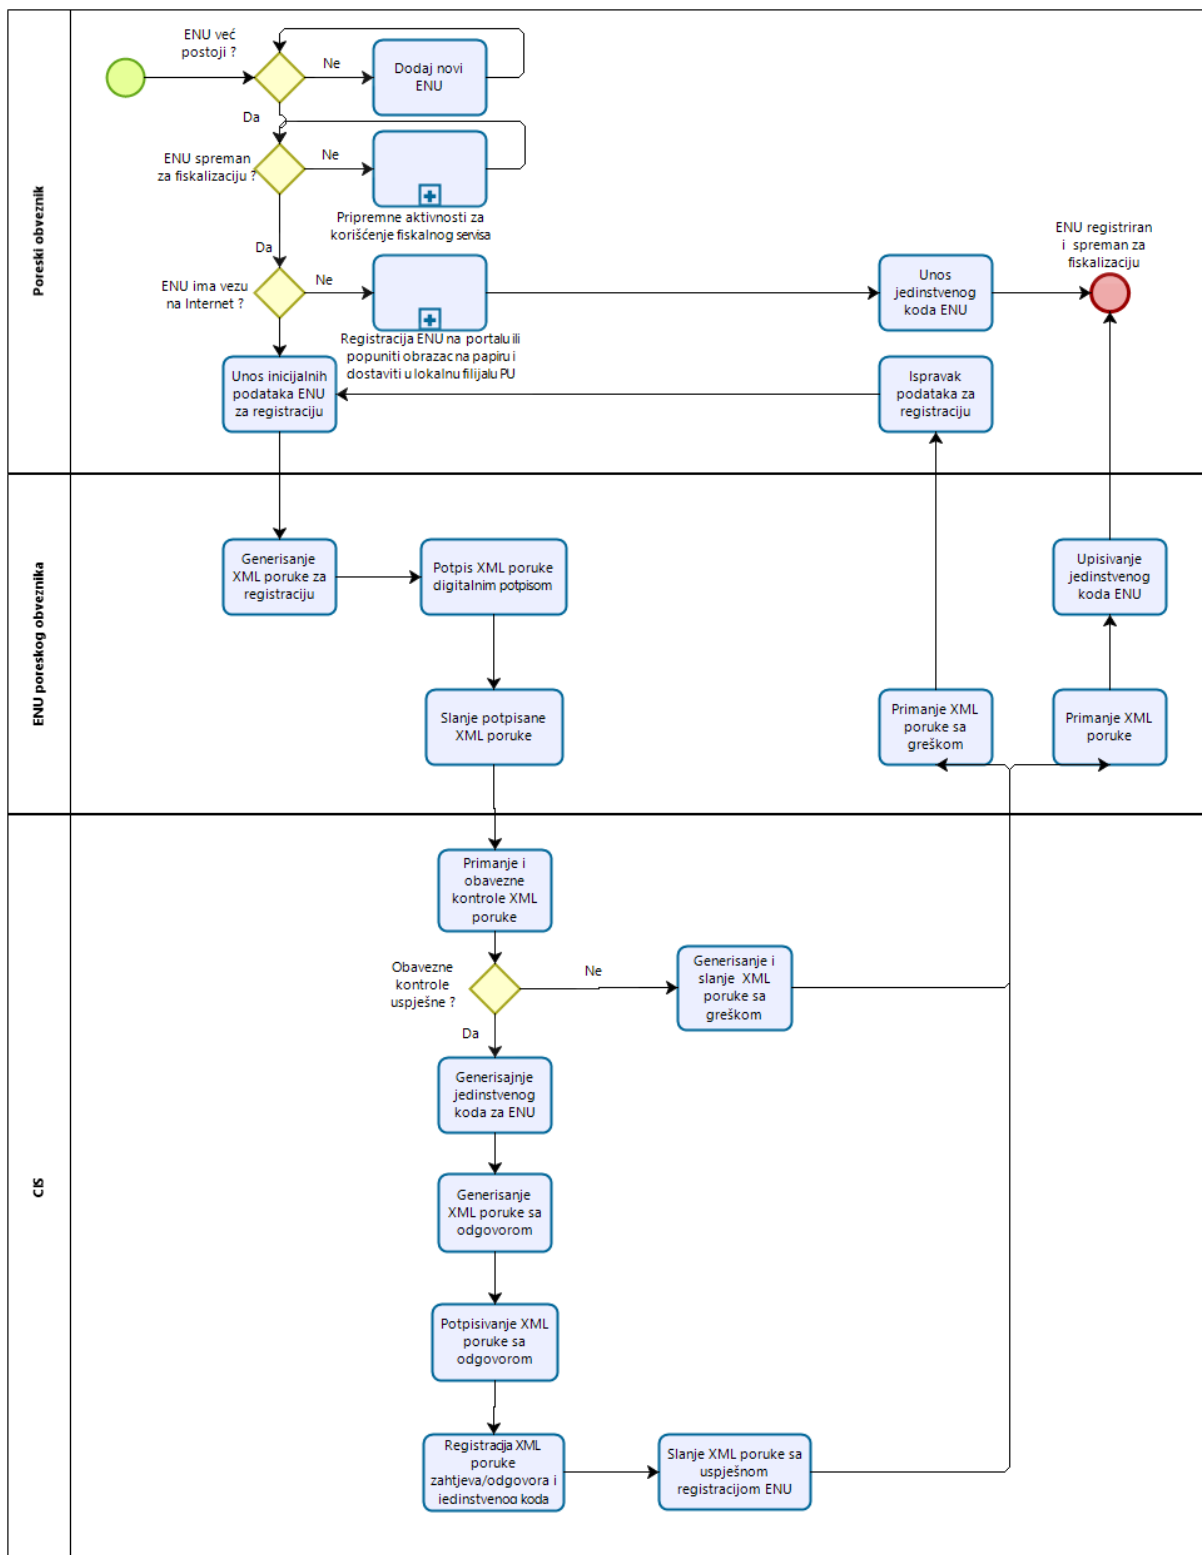 Poreski obveznik
ENU već
postoji ?
Ne
Dodaj novi
ENU
Da
ENU spreman
za fiskalizaciju ?
Ne
Pripremne aktivnosti za
korišćenje fiskalnog servisa
Da
ENU ima vezu
na Internet ?
Ne
Registracija ENU na portalu ili
popuniti obrazac na papiru i
dostaviti u lokalnu filijalu PU
Unos
jedinstvenog
koda ENU
ENU registriran
i spreman za
fiskalizaciju
Unos inicijalnih
podataka ENU
za registraciju
Ispravak
podataka za
registraciju
ENU poreskog obveznika
Generisanje
XML poruke za
registraciju
Potpis XML poruke
digitalnim potpisom
Upisivanje
jedinstvenog
koda ENU
Slanje potpisane
XML poruke
Primanje XML
poruke sa
greškom
Primanje XML
poruke
CIS
Primanje i
obavezne
kontrole XML
poruke
Obavezne
kontrole
uspješne ?
Ne
Generisanje i
slanje XML
poruke sa
greškom
Da
Generisajnje
jedinstvenog
koda za ENU
Generisanje
XML poruke sa
odgovorom
Potpisivanje XML
poruke sa
odgovorom
Registracija XML
poruke
zahtjeva/odgovora i
jedinstvenog koda
Slanje XML poruke sa
uspješnom
registracijom ENU